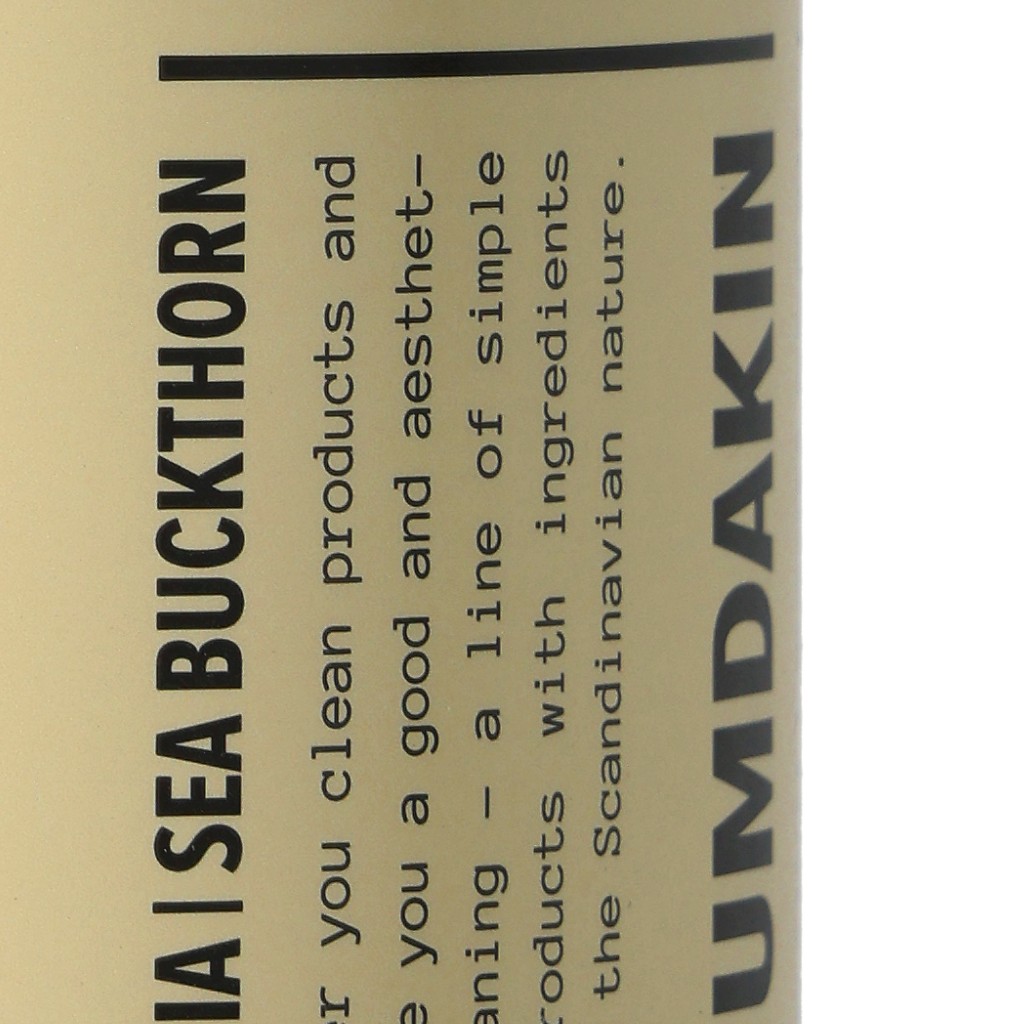 IA | SEA BUCKTHORN
er you clean products and
e you a good and aesthet-
aning - a line of simple
roducts with ingredients
the Scandinavian nature.
UMDAKIN